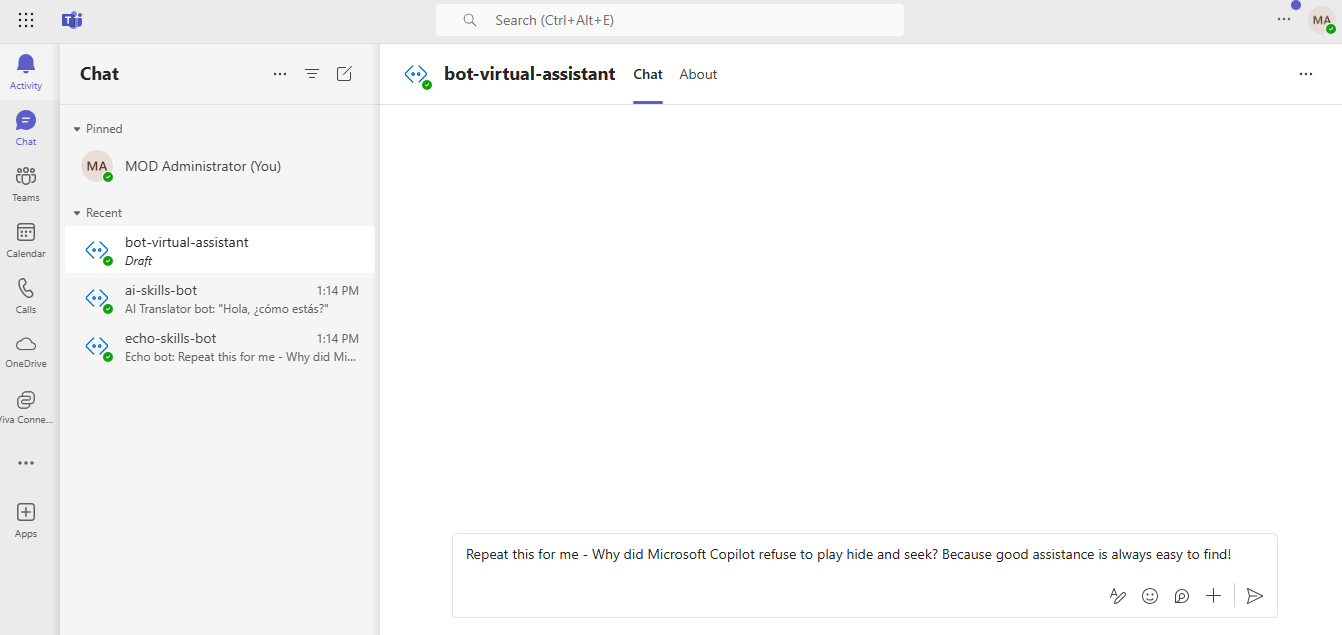 Search (Ctrl+Alt+E)
MA
Activity
Chat
Teams
Calendar
Calls
OneDrive
Viva Conne...
Apps
Chat
Pinned
MA
MOD Administrator (You)
Recent
bot-virtual-assistant
Draft
ai-skills-bot 1:14 PM
AI Translator bot: "Hola, ¿cómo estás?"
echo-skills-bot 1:14 PM
Echo bot: Repeat this for me - Why did Mi...
bot-virtual-assistant Chat About
Repeat this for me - Why did Microsoft Copilot refuse to play hide and seek? Because good assistance is always easy to find!